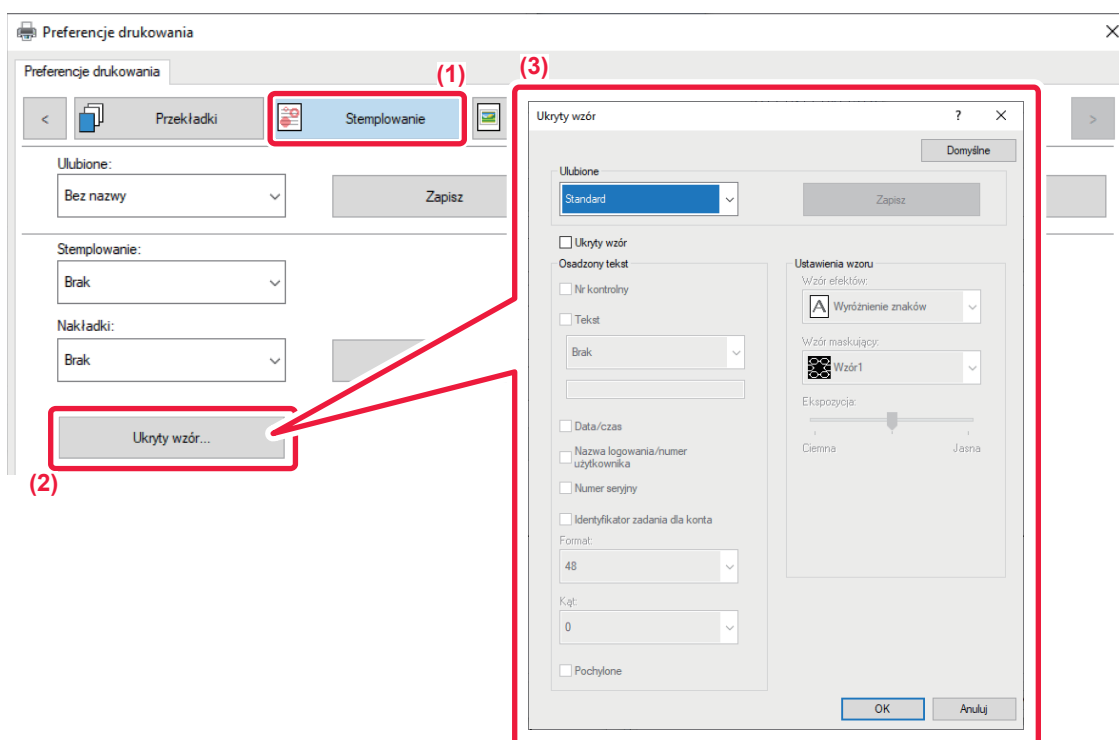 Preferencje drukowania
Preferencje drukowania
(1)
(3)
<
Przekładki
Stemplowanie
>
Ulubione:
Bez nazwy
Zapisz
Stemplowanie:
Brak
Nakładki:
Brak
Ukryty wzór...
(2)
Ukryty wzór
?
Domyślne
Ulubione
Standard
Zapisz
Ukryty wzór
Osadzony tekst
Nr kontrolny
Tekst
Brak
Data/czas
Nazwa logowania/numer
użytkownika
Numer seryjny
Identyfikator zadania dla konta
Format:
48
Kąt:
0
Pochylone
Ustawienia wzoru
Wzór efektów:
A Wyróżnienie znaków
Wzór maskujący:
Wzór1
Ekspozycja:
Ciemna Jasna
OK Anuluj